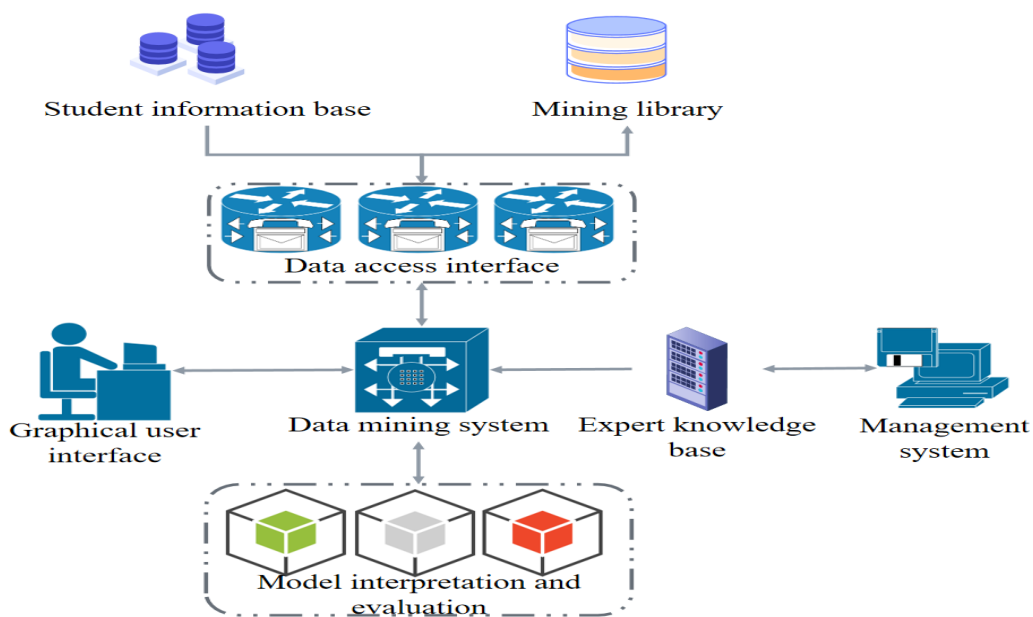 Student information base
Mining library
Data access interface
Graphical user
interface
Data mining system
Expert knowledge
base
Management
system
Model interpretation and
evaluation